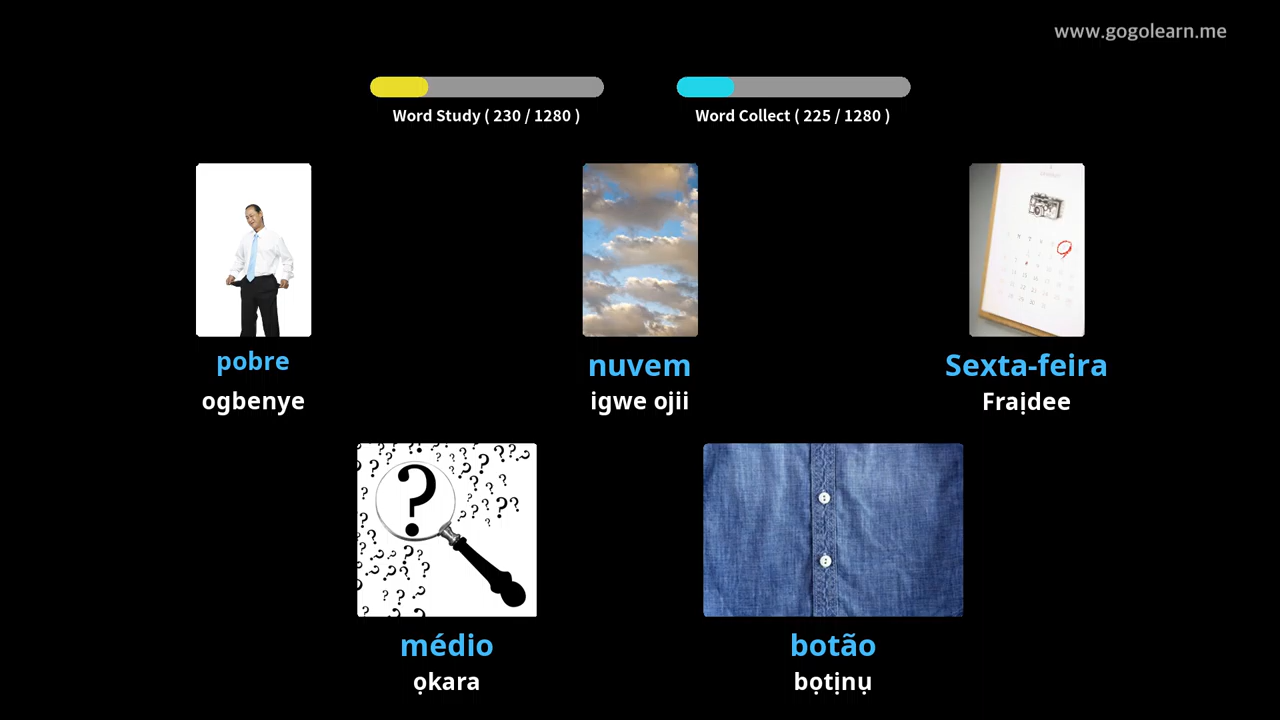 www.gogolearn.me
Word Study ( 230 / 1280 )
Word Collect ( 225 / 1280 )
pobre
ogbenye
nuvem
igwe ojii
Sexta-feira
Fraịdee
médio
ọkara
botão
bọtịnụ